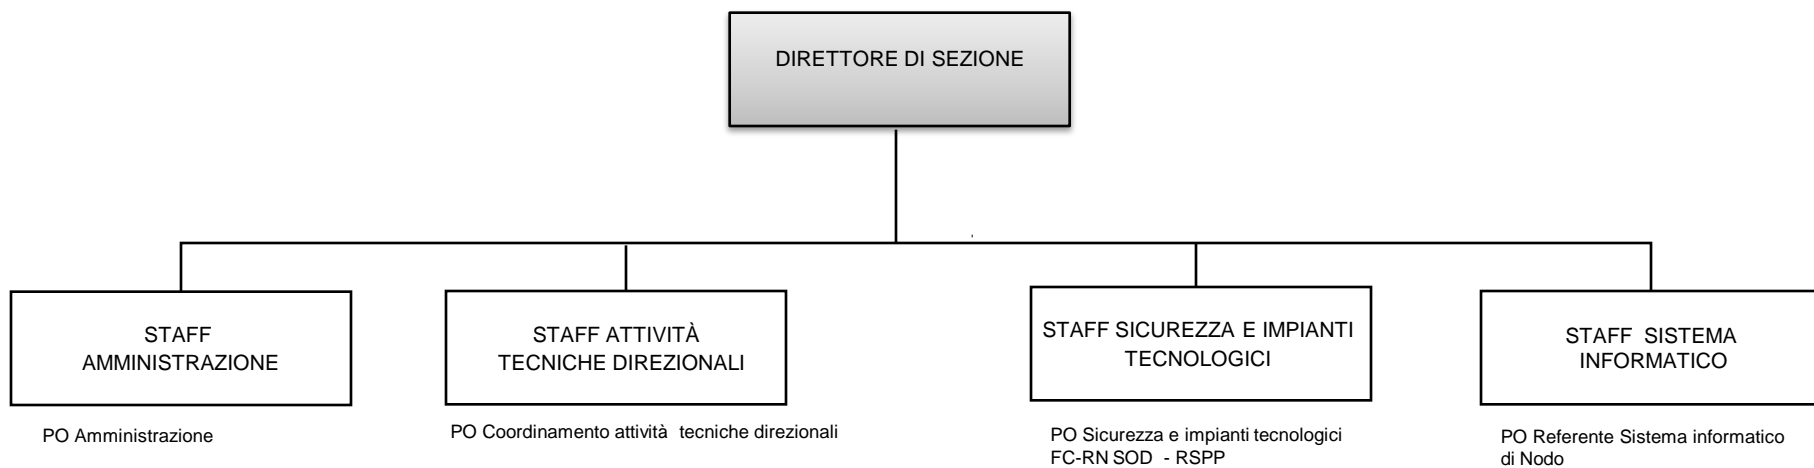 DIRETTORE DI SEZIONE
STAFF
AMMINISTRAZIONE
PO Amministrazione
STAFF ATTIVITÀ
TECNICHE DIREZIONALI
PO Coordinamento attività tecniche direzionali
STAFF SICUREZZA E IMPIANTI
TECNOLOGICI
PO Sicurezza e impianti tecnologici
FC-RN SOD - RSPP
STAFF SISTEMA
INFORMATICO
PO Referente Sistema informatico
di Nodo